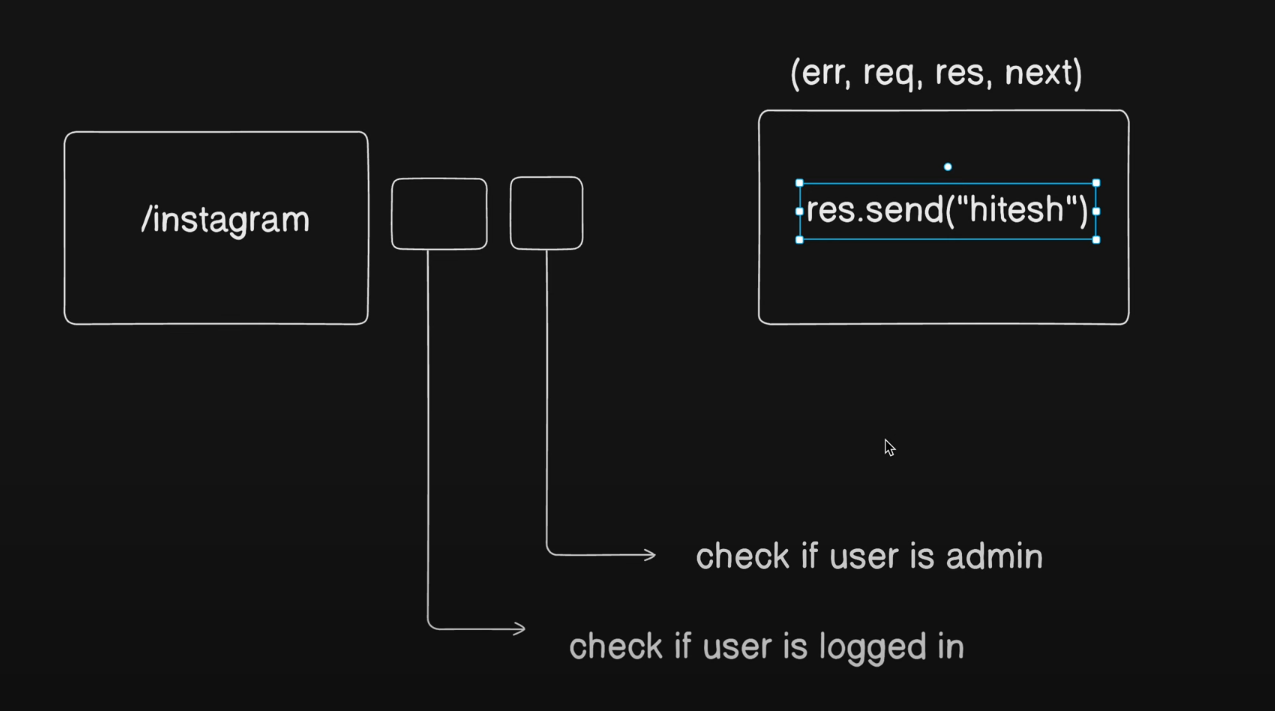 (err, req, res, next)
/instagram
res.send("hitesh")
check if user is admin
check if user is logged in